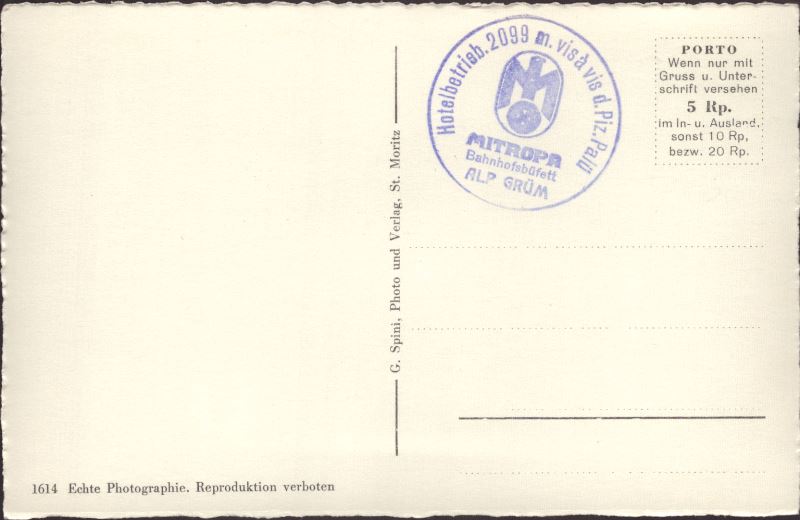 Hotelbetrieb. 2099 m. vis à vis d. Piz. Palü
M
MITROPA
Bahnhofsbüfett
ALP GRÜM
PORTO
Wenn nur mit
Gruss u. Unter-
schrift versehen
5 Rp.
im In- u. Ausland,
sonst 10 Rp,
bezw. 20 Rp.
G. Spini, Photo und Verlag, St. Moritz
1614 Echte Photographie. Reproduktion verboten